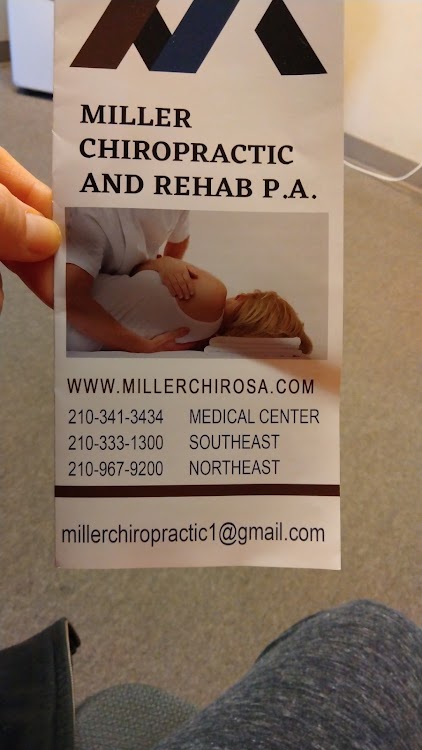 MILLER
CHIROPRACTIC
AND REHAB P.A.
WWW.MILLERCHIROSA.COM
210-341-3434 MEDICAL CENTER
210-333-1300 SOUTHEAST
210-967-9200 NORTHEAST
millerchiropractic1@gmail.com